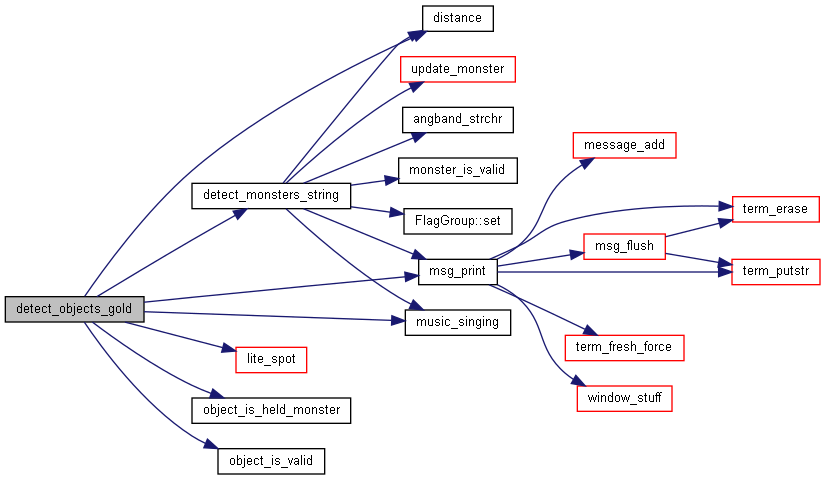 distance
update_monster
angband_strchr
message_add
monster_is_valid
detect_monsters_string
term_erase
FlagGroup::set
msg_flush
msg_print
term_putstr
detect_objects_gold
music_singing
term_fresh_force
lite_spot
window_stuff
object_is_held_monster
object_is_valid